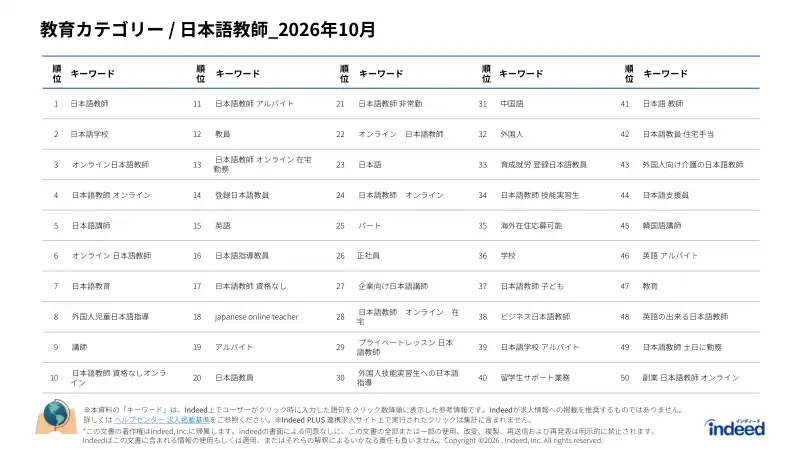 教育カテゴリー / 日本語教師_2026年10月
順位 キーワード 順位 キーワード 順位 キーワード 順位 キーワード 順位 キーワード
1 日本語教師 11 日本語教師 アルバイト 21 日本語教師 非常勤 31 中国語 41 日本語 教師
2 日本語学校 12 教員 22 オンライン　日本語教師 32 外国人 42 日本語教員 住宅手当
3 オンライン日本語教師 13 日本語教師 オンライン 在宅勤務 23 日本語 33 育成就労 登録日本語教員 43 外国人向け介護の日本語教師
4 日本語教師 オンライン 14 登録日本語教員 24 日本語教師　オンライン 34 日本語教師 技能実習生 44 日本語支援員
5 日本語講師 15 英語 25 パート 35 海外在住応募可能 45 韓国語講師
6 オンライン 日本語教師 16 日本語指導教員 26 正社員 36 学校 46 英語 アルバイト
7 日本語教育 17 日本語教師 資格なし 27 企業向け日本語講師 37 日本語教師 子ども 47 教育
8 外国人児童日本語指導 18 japanese online teacher 28 日本語教師　オンライン　在宅 38 ビジネス日本語教師 48 英語の出来る日本語教師
9 講師 19 アルバイト 29 プライベートレッスン 日本語教師 39 日本語学校 アルバイト 49 日本語教師 土日に勤務
10 日本語教師 資格なしオンライン 20 日本語教員 30 外国人技能実習生への日本語指導 40 留学生サポート業務 50 副業 日本語教師 オンライン
※本資料の「キーワード」は、Indeed上でユーザーがクリック時に入力した語句をクリック数降順に表示した参考情報です。Indeedが求人情報への掲載を推奨するものではありません。
詳しくは ヘルプセンター 求人掲載基準をご参照ください。※Indeed PLUS 連携求人サイト上で実行されたクリックは集計に含まれません。
*この文書の著作権はIndeed, Inc.に帰属します。Indeedの書面による同意なしに、この文書の全部または一部の使用、改変、複製、再送信および再発表は明示的に禁止されます。
Indeedはこの文書に含まれる情報の使用もしくは適用、またはそれらの解釈によるいかなる責任も負いません。Copyright ©2026 , Indeed, Inc. All rights reserved.
インディード
indeed